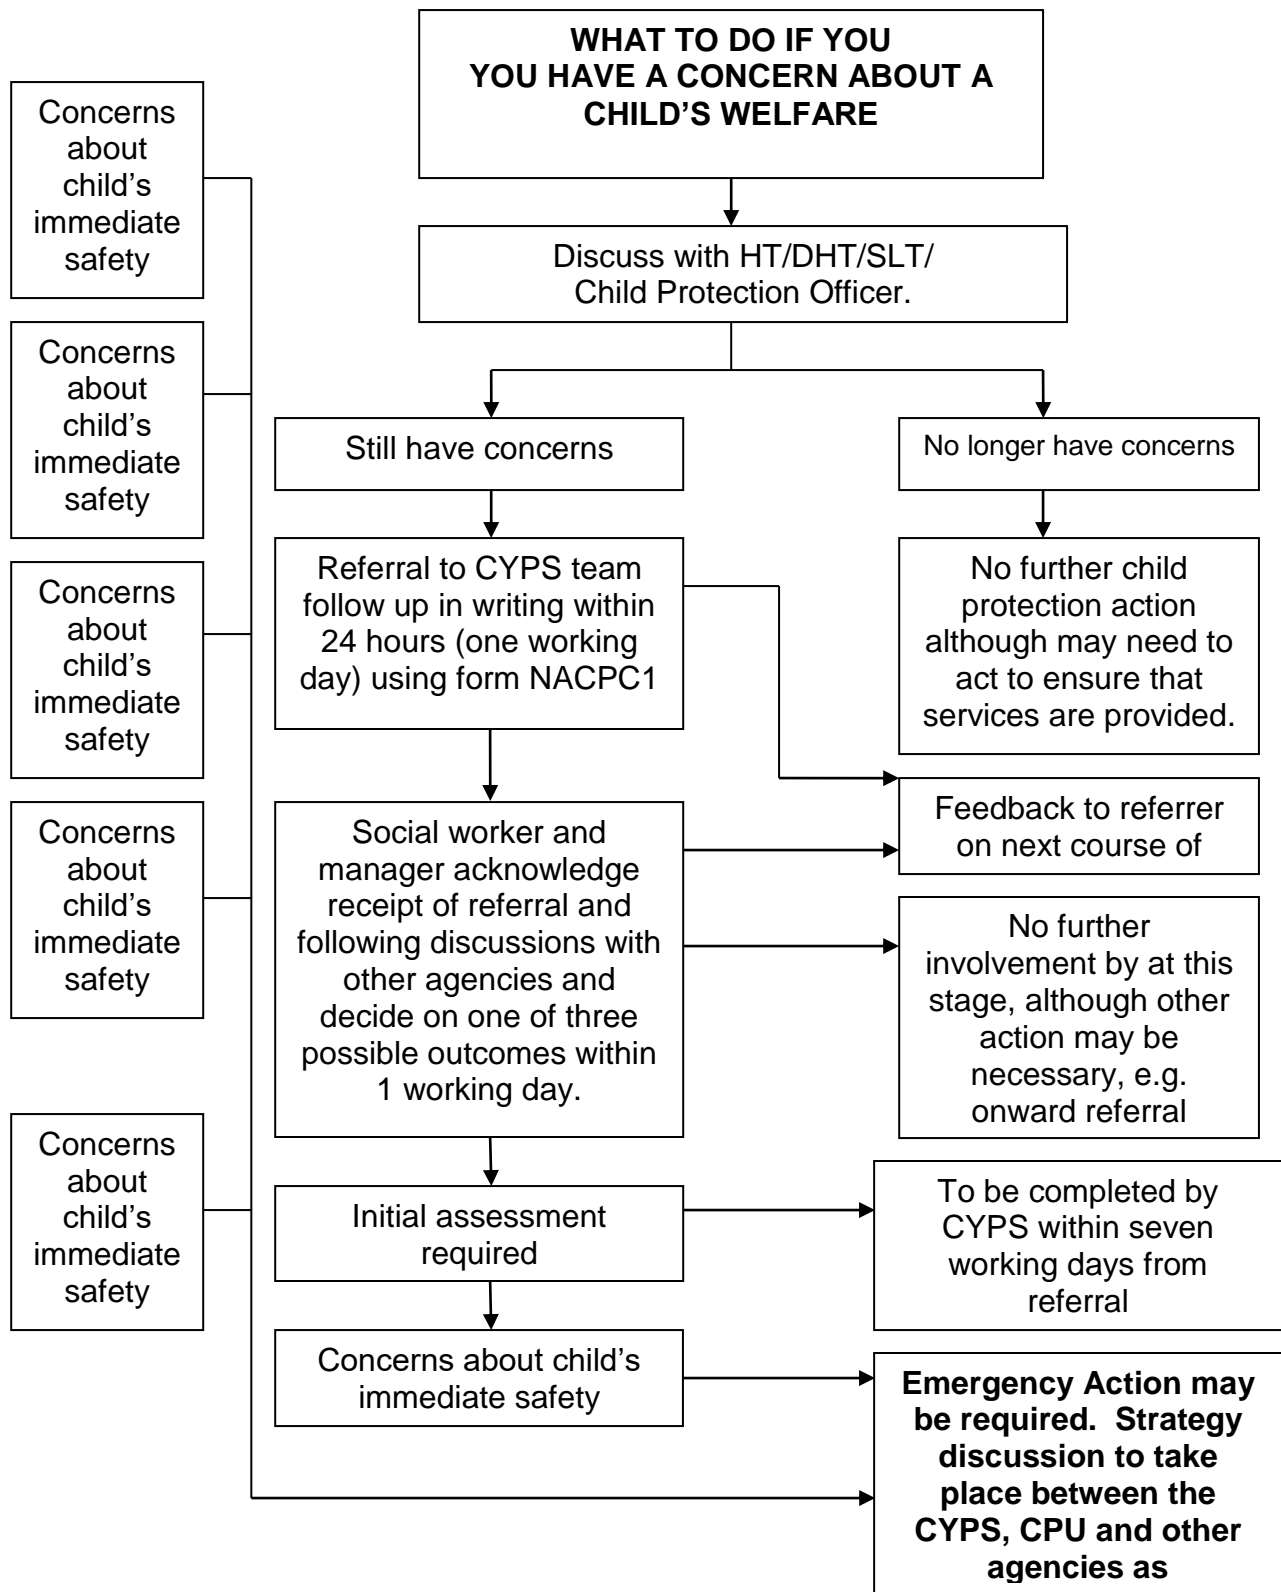 WHAT TO DO IF YOU
YOU HAVE A CONCERN ABOUT A
CHILD’S WELFARE
Concerns
about
child’s
immediate
safety
Discuss with HT/DHT/SLT/
Child Protection Officer.
Concerns
about
child’s
immediate
safety
Still have concerns
No longer have concerns
Referral to CYPS team
follow up in writing within
24 hours (one working
day) using form NACPC1
No further child
protection action
although may need to
act to ensure that
services are provided.
Concerns
about
child’s
immediate
safety
Feedback to referrer
on next course of
Social worker and
manager acknowledge
receipt of referral and
following discussions with
other agencies and
decide on one of three
possible outcomes within
1 working day.
Concerns
about
child’s
immediate
safety
No further
involvement by at this
stage, although other
action may be
necessary, e.g.
onward referral
Concerns
about
child’s
immediate
safety
Initial assessment
required
To be completed by
CYPS within seven
working days from
referral
Concerns about child’s
immediate safety
Emergency Action may
be required.  Strategy
discussion to take
place between the
CYPS, CPU and other
agencies as